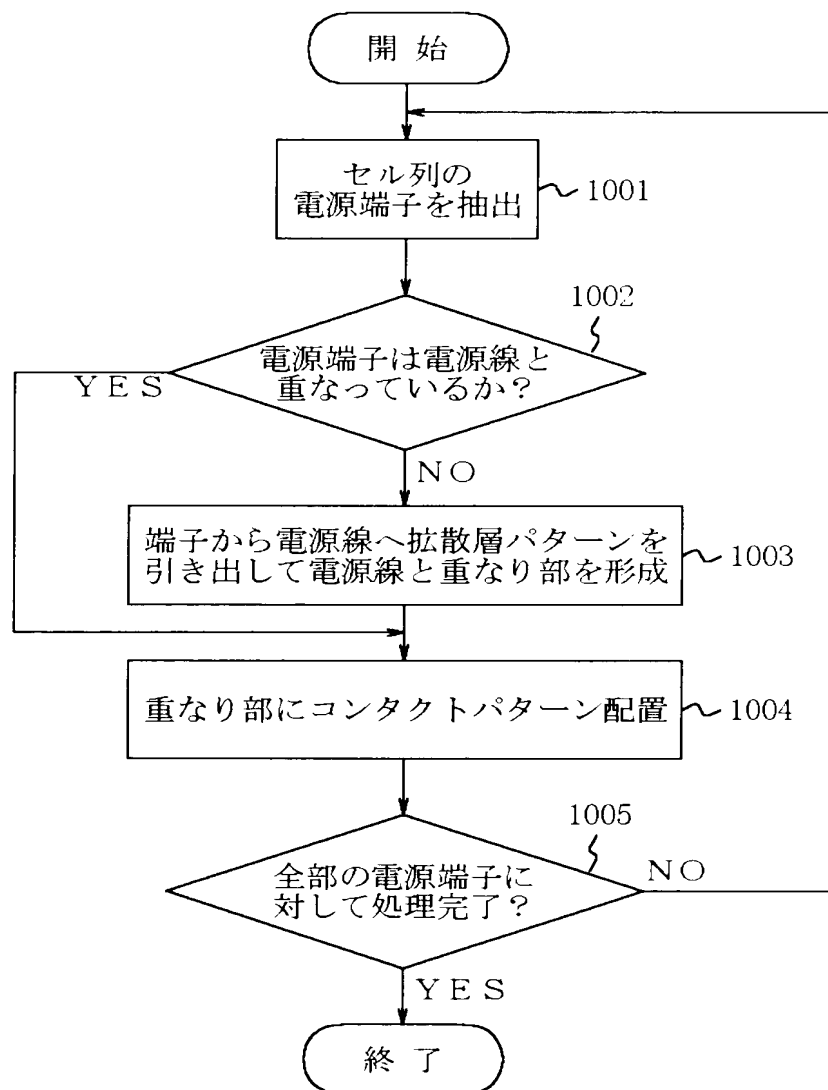 開始
セル列の
電源端子を抽出
1001
1002
電源端子は電源線と
重なっているか？
YES
NO
端子から電源線へ拡散層パターンを
引き出して電源線と重なり部を形成
1003
重なり部にコンタクトパターン配置
1004
1005
全部の電源端子に
対して処理完了？
NO
YES
終了